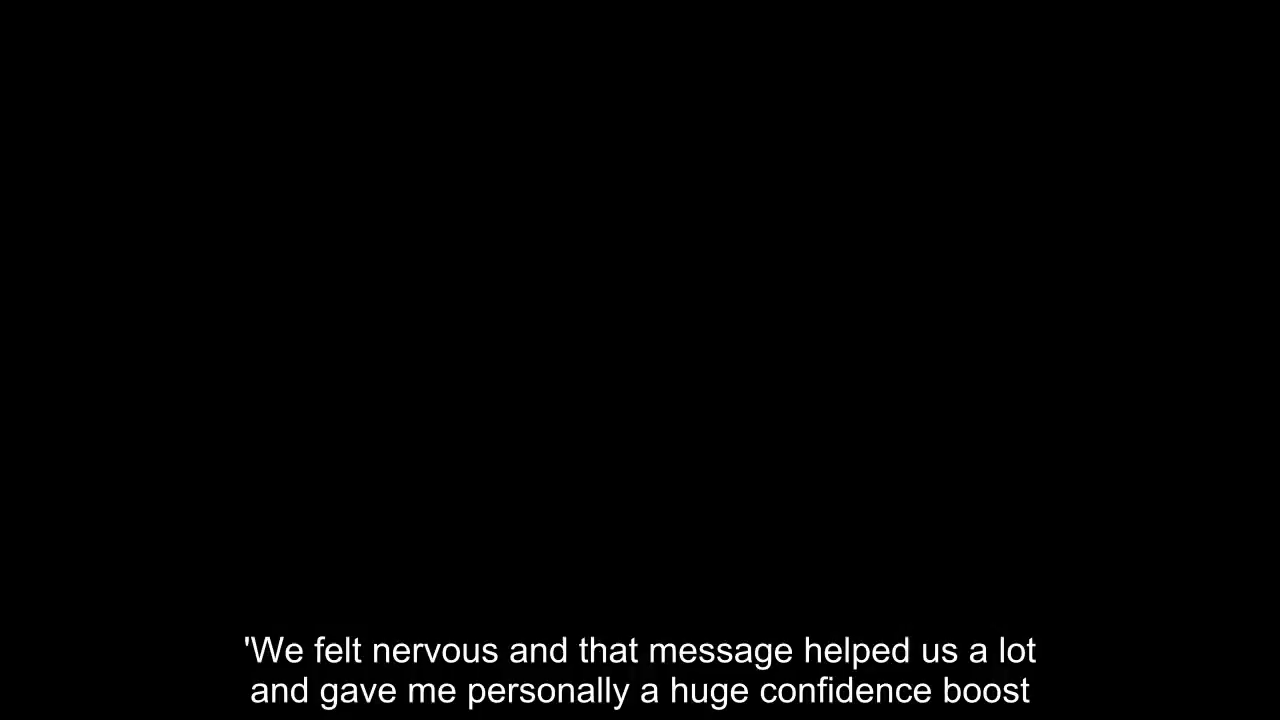 'We felt nervous and that message helped us a lot
and gave me personally a huge confidence boost